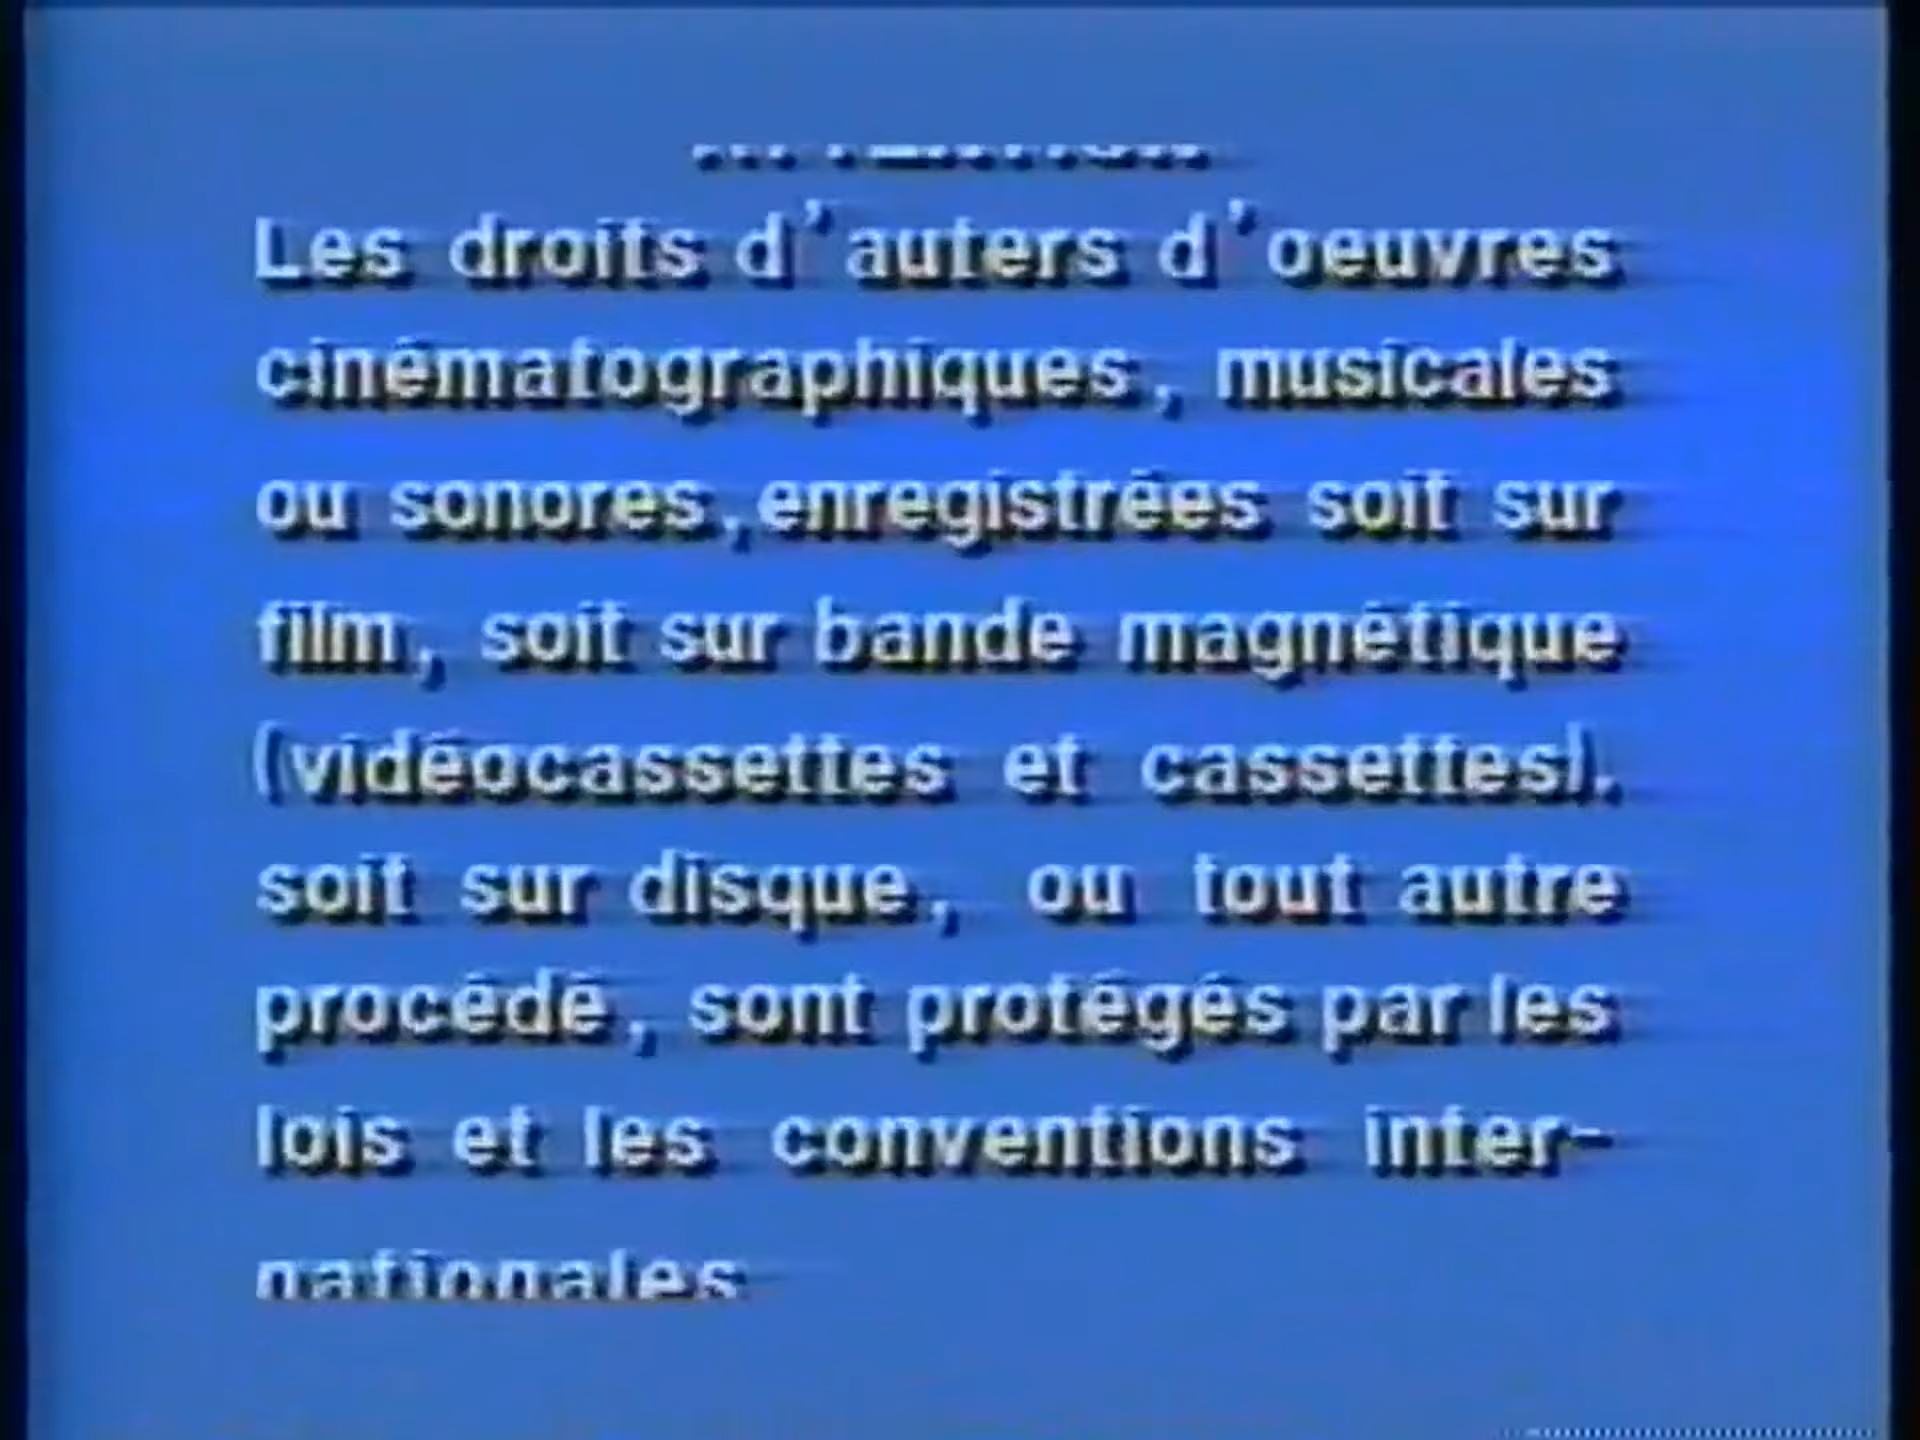 Les droits d'auters d'oeuvres
cinématographiques, musicales
ou sonores, enregistrées soit sur
film, soit sur bande magnétique
(vidéocassettes et cassettes),
soit sur disque, ou tout autre
procédé, sont protégés par les
lois et les conventions inter-
nationales